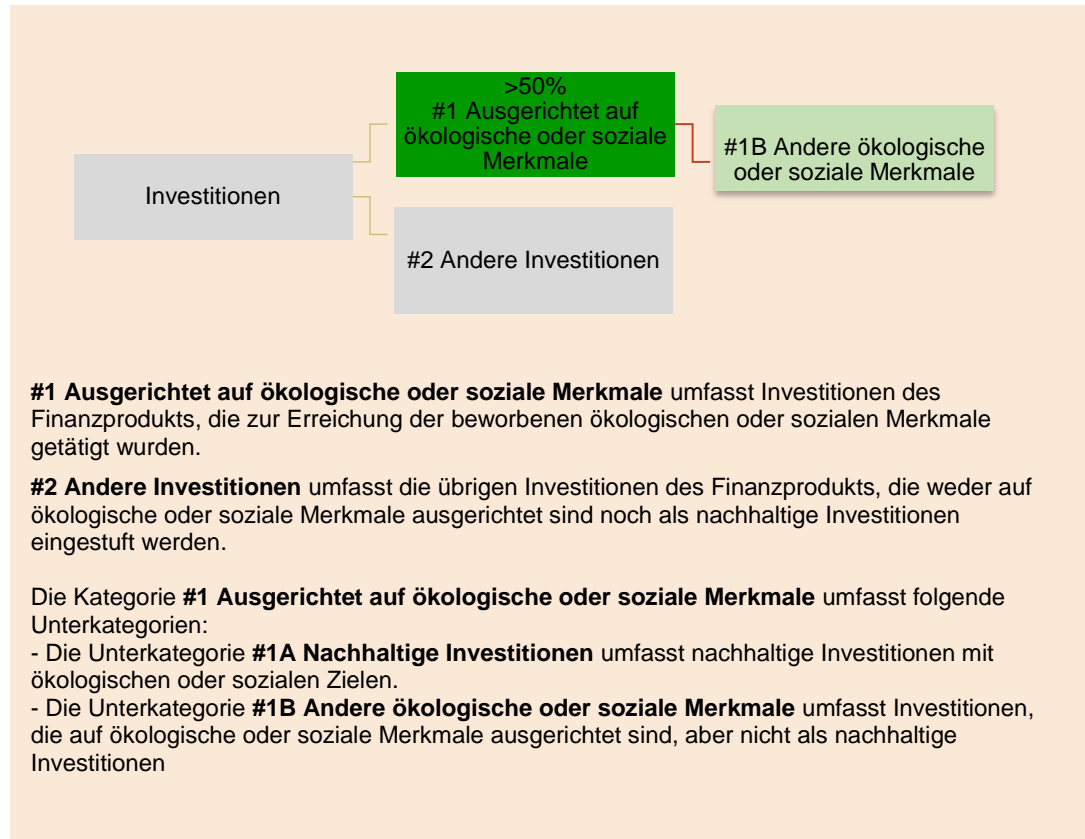 >50%
#1 Ausgerichtet auf
ökologische oder soziale
Merkmale
#1B Andere ökologische
oder soziale Merkmale
Investitionen
#2 Andere Investitionen
#1 Ausgerichtet auf ökologische oder soziale Merkmale umfasst Investitionen des
Finanzprodukts, die zur Erreichung der beworbenen ökologischen oder sozialen Merkmale
getätigt wurden.
#2 Andere Investitionen umfasst die übrigen Investitionen des Finanzprodukts, die weder auf
ökologische oder soziale Merkmale ausgerichtet sind noch als nachhaltige Investitionen
eingestuft werden.
Die Kategorie #1 Ausgerichtet auf ökologische oder soziale Merkmale umfasst folgende
Unterkategorien:
- Die Unterkategorie #1A Nachhaltige Investitionen umfasst nachhaltige Investitionen mit
ökologischen oder sozialen Zielen.
- Die Unterkategorie #1B Andere ökologische oder soziale Merkmale umfasst Investitionen,
die auf ökologische oder soziale Merkmale ausgerichtet sind, aber nicht als nachhaltige
Investitionen